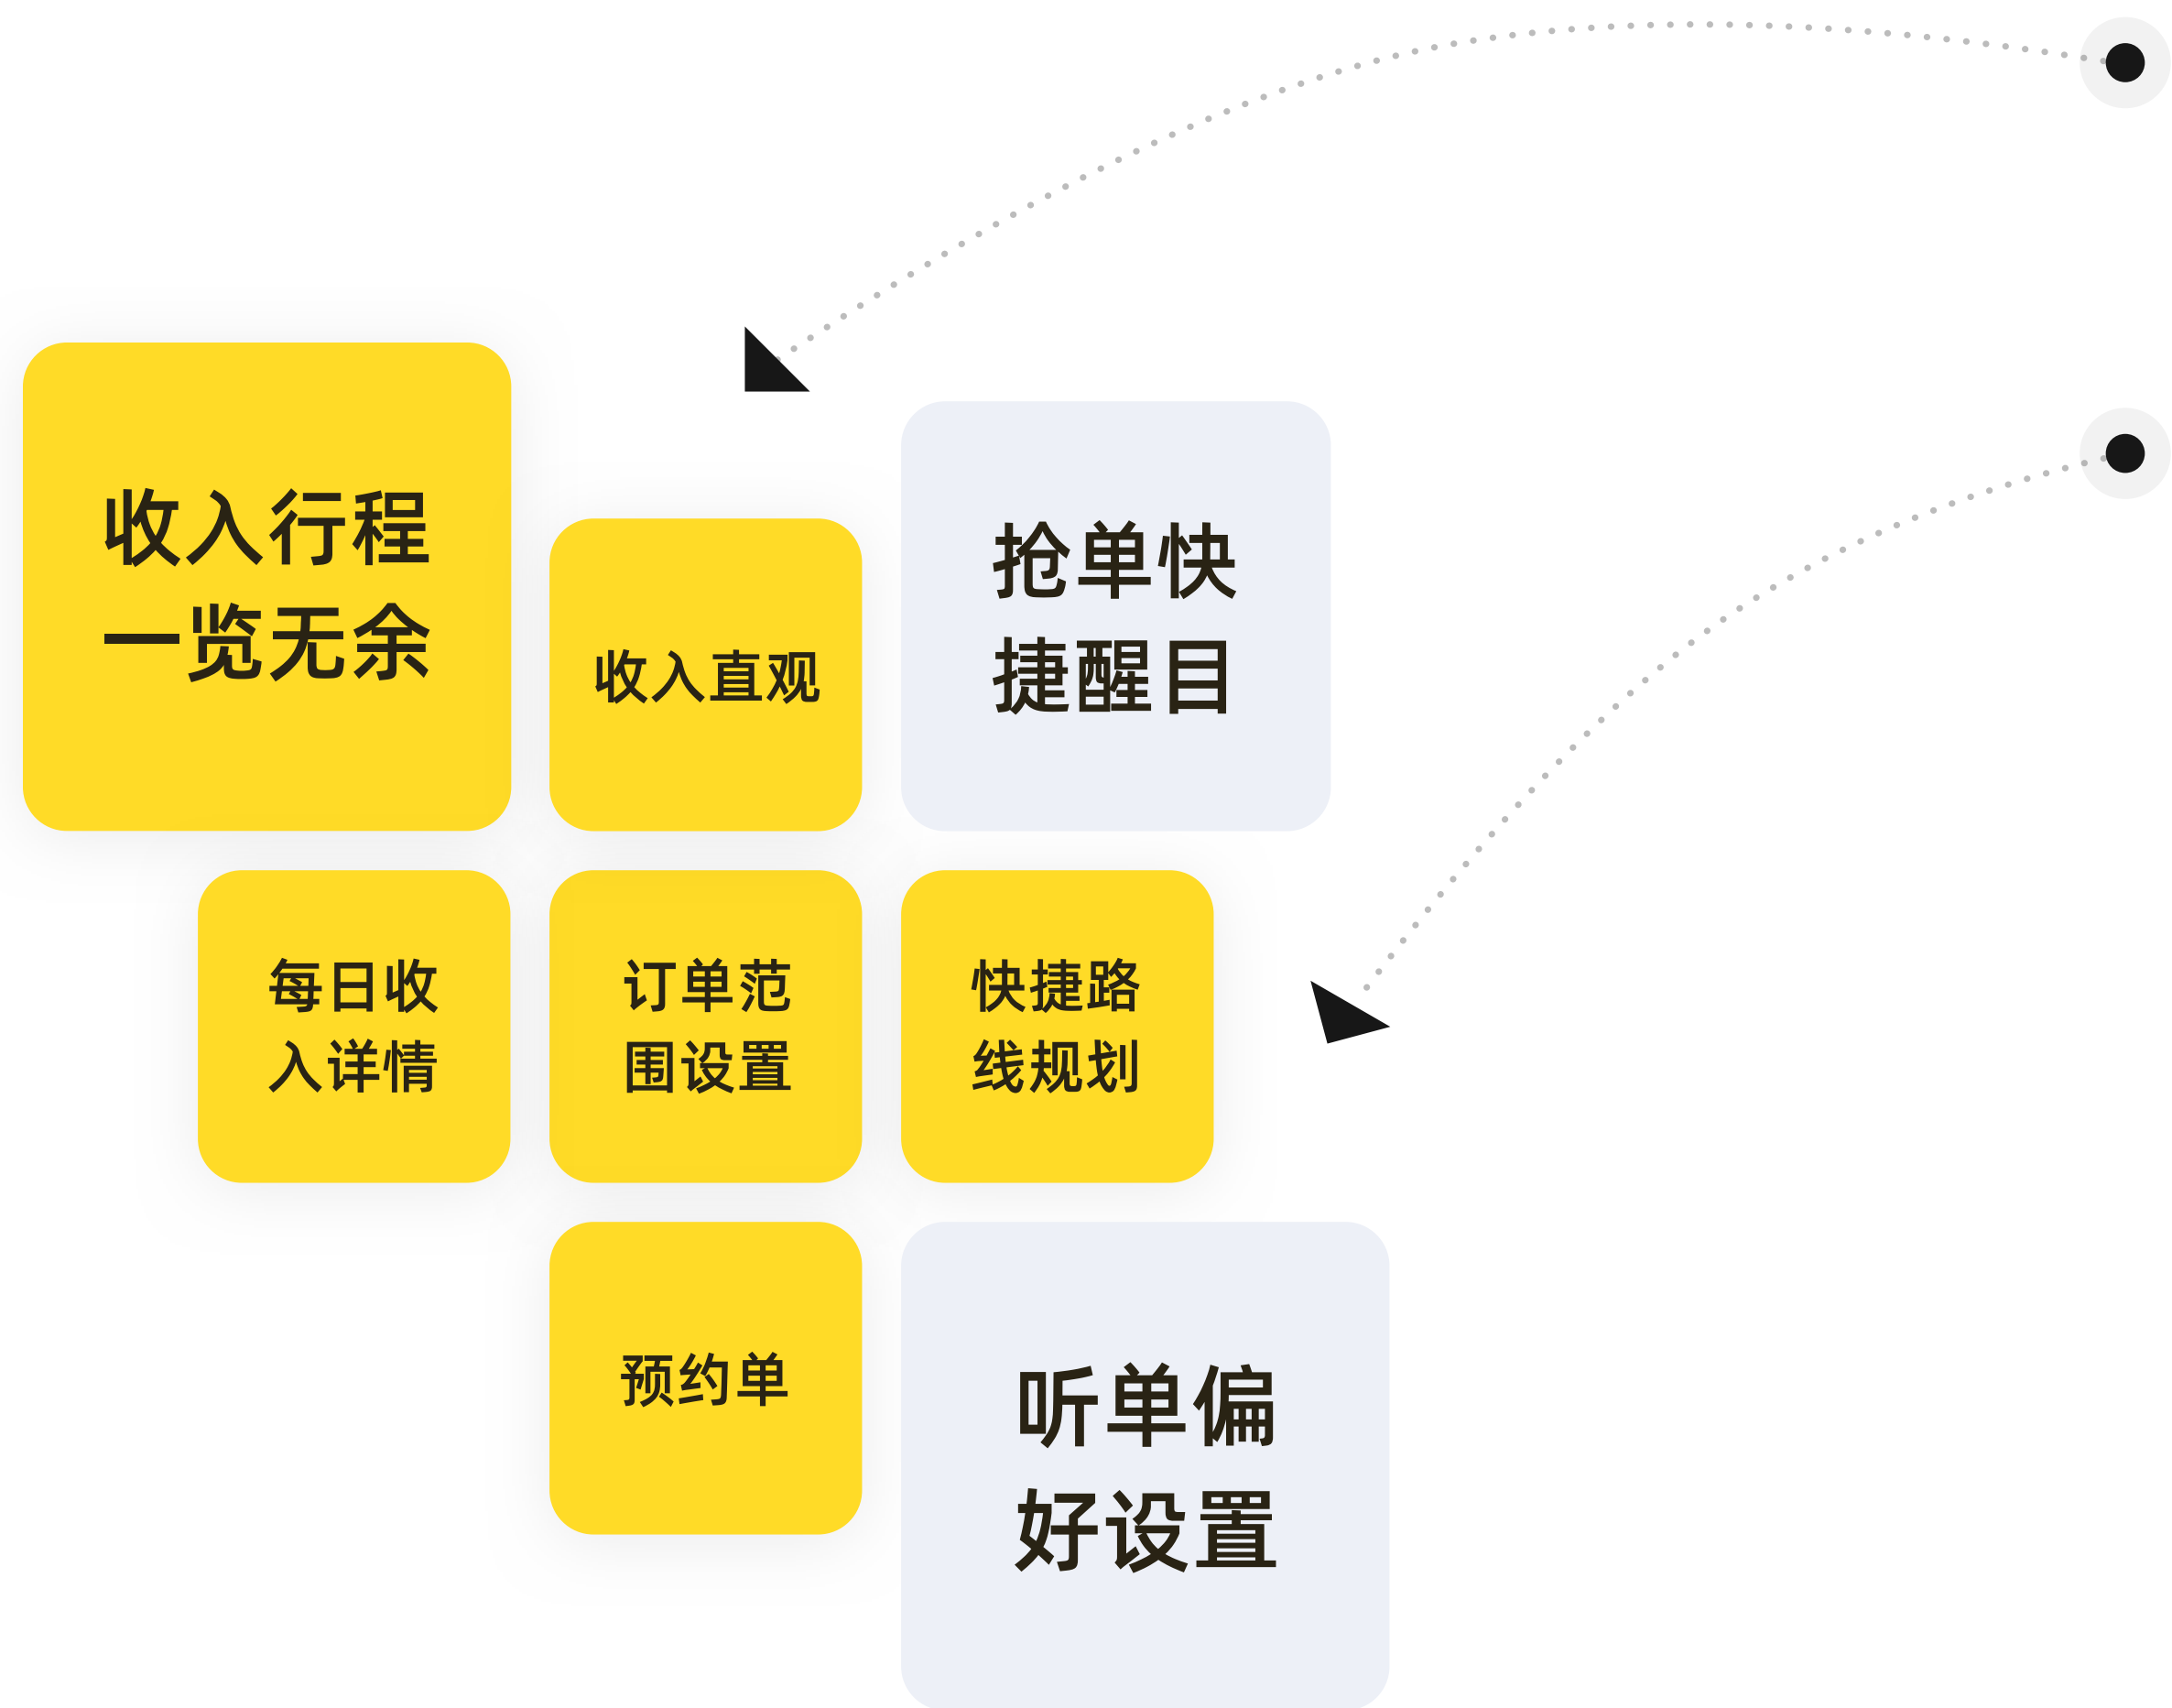 收入行程
一览无余
收入直观
抢单快
捷醒目
每日收
入详情
订单池
围设置
快捷路
线规划
预约单
听单偏
好设置